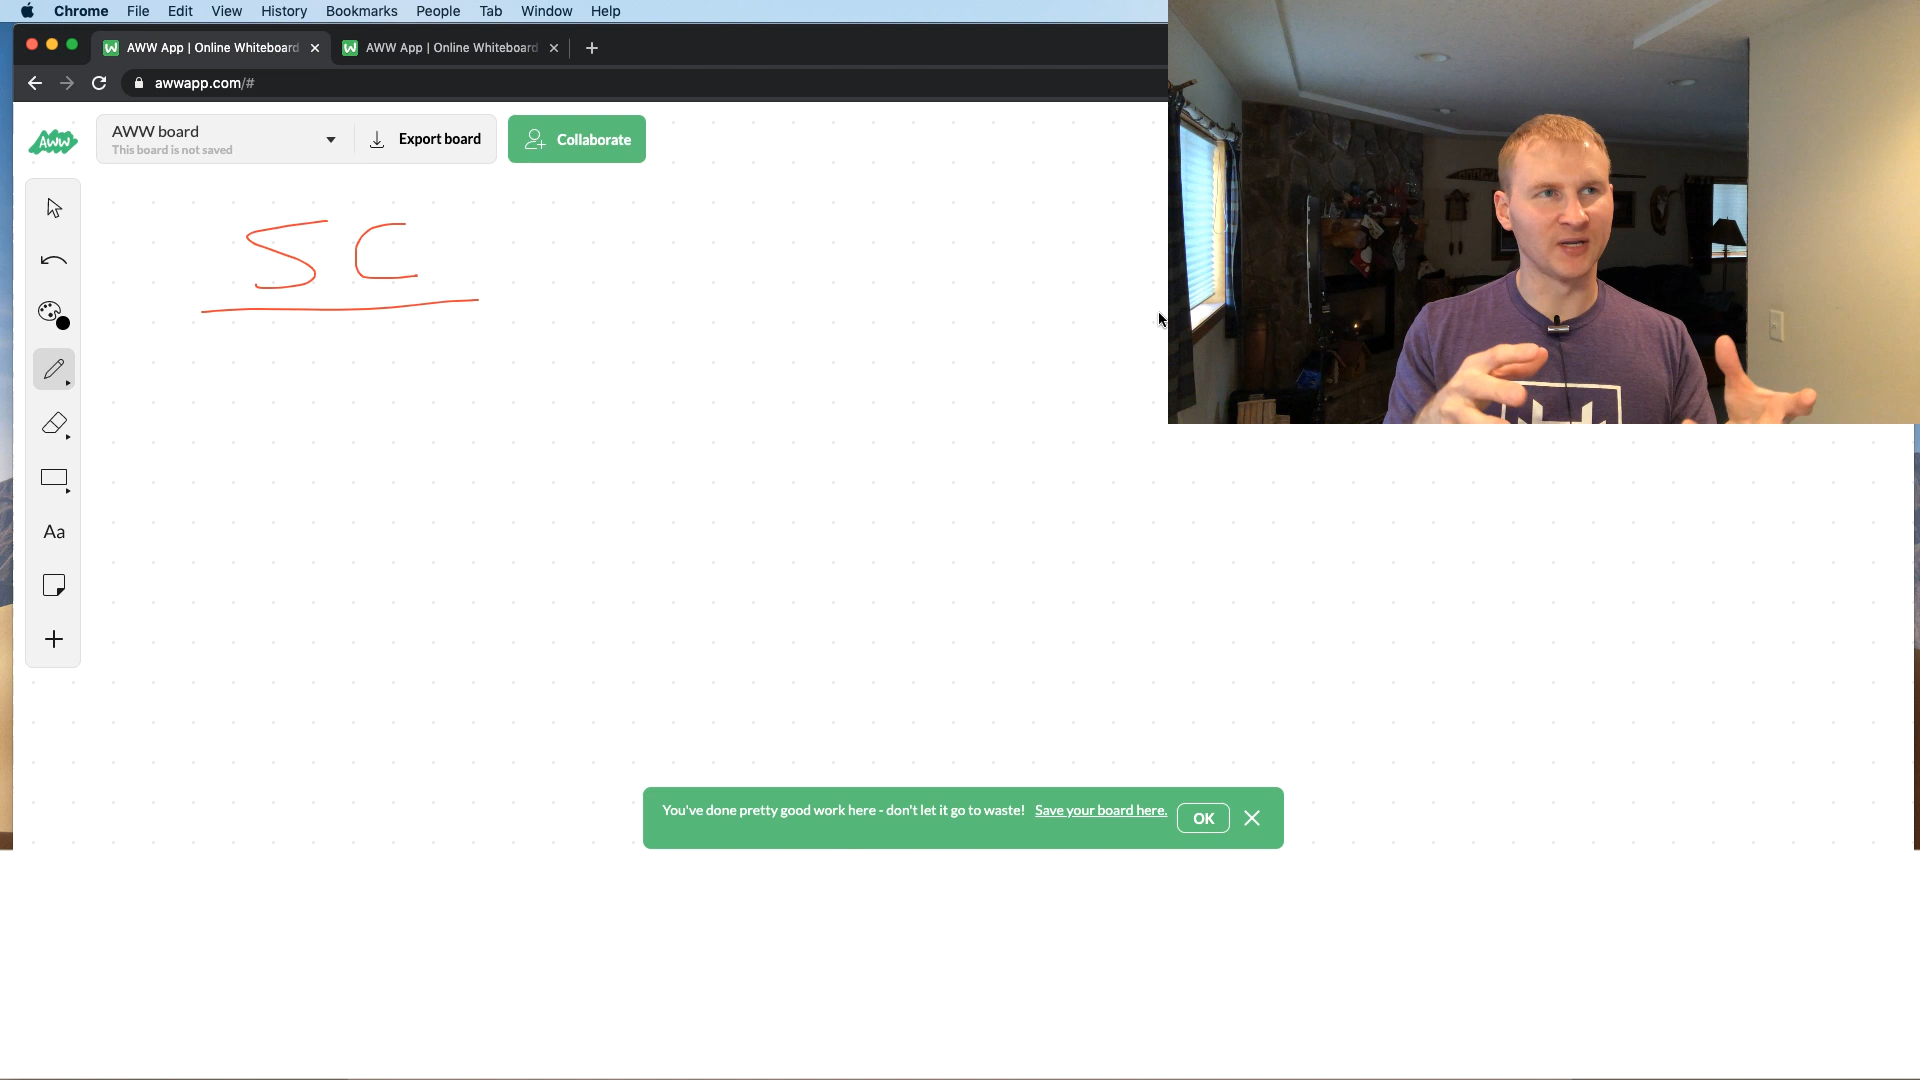 Chrome File Edit View History Bookmarks People Tab Window Help
AWW App | Online Whiteboard AWW App | Online Whiteboard
awwapp.com/#
AWW
AWW board
This board is not saved
Export board
Collaborate
SC
Aa
You've done pretty good work here - don't let it go to waste! Save your board here. OK